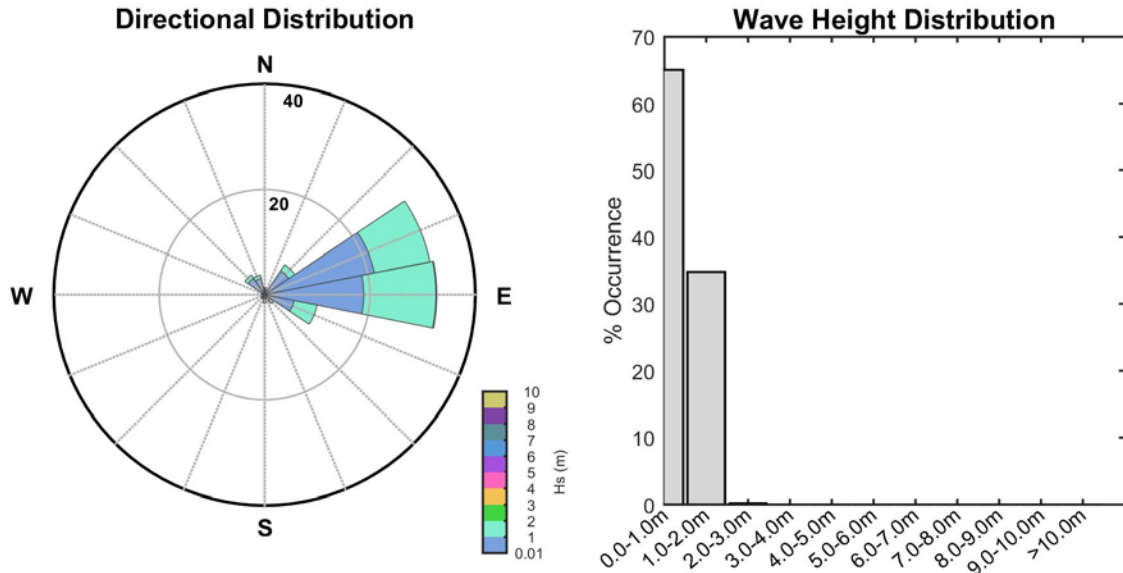 Directional Distribution
N
40
20
W
E
S
10
9
8
7
6
5
4
3
2
1
0.01
Hs (m)
Wave Height Distribution
70
60
50
40
30
20
10
0
% Occurrence
0.0-1.0m
1.0-2.0m
2.0-3.0m
3.0-4.0m
4.0-5.0m
5.0-6.0m
6.0-7.0m
7.0-8.0m
8.0-9.0m
9.0-10.0m
>10.0m